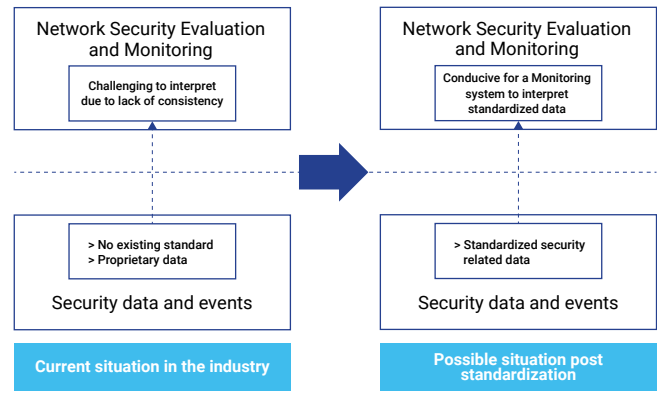 Network Security Evaluation
and Monitoring
Challenging to interpret
due to lack of consistency
> No existing standard
> Proprietary data
Security data and events
Current situation in the industry
Network Security Evaluation
and Monitoring
Conducive for a Monitoring
system to interpret
standardized data
> Standardized security
related data
Security data and events
Possible situation post
standardization